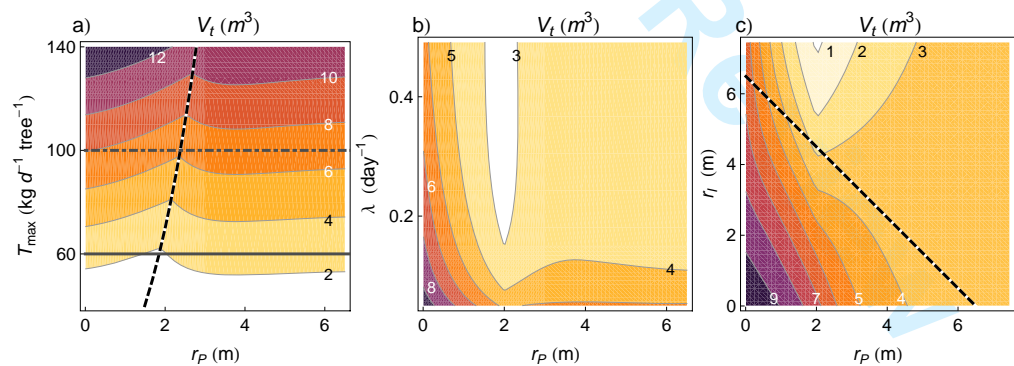 a) V_t (m^3)
12
10
8
6
4
2
140
100
60
0 2 4 6
T_max (kg d^-1 tree^-1)
r_P (m)
b) V_t (m^3)
5 3
6
8
4
0.4
0.2
0 2 4 6
λ (day^-1)
r_P (m)
c) V_t (m^3)
1 2 3
9 7 5 4
8
6
4
2
0
0 2 4 6
r_I (m)
r_P (m)
Re